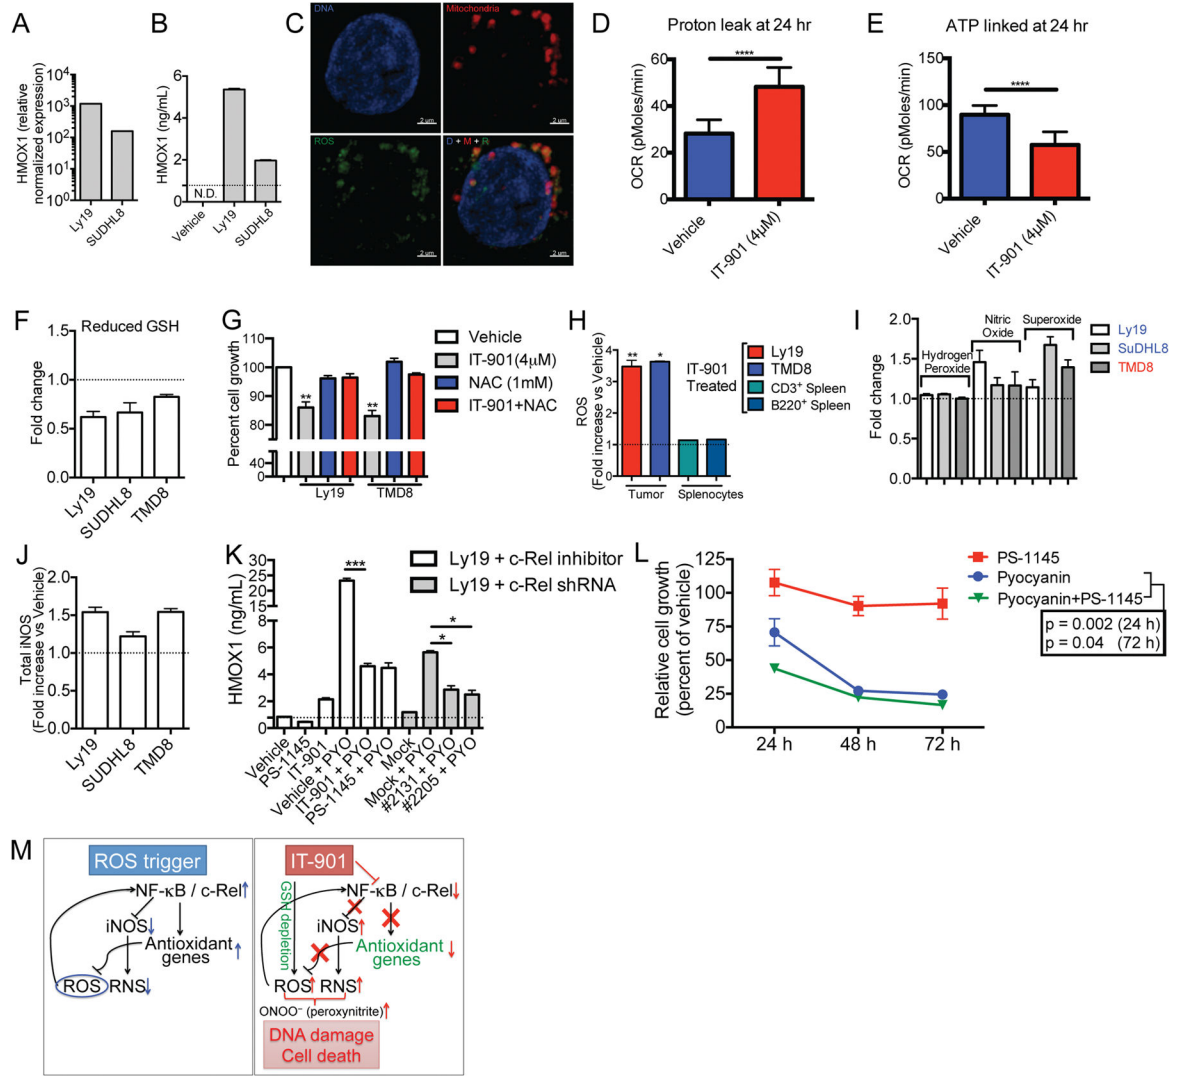 A
HMOX1 (relative
normalized expression)
10⁴
10³
10²
10¹
10⁰
Ly19
SUDHL8
B
HMOX1 (ng/mL)
6
4
2
0
N.D.
Vehicle
Ly19
SUDHL8
C
DNA
2 um
Mitochondria
2 um
ROS
2 um
D + M + R
2 um
D
Proton leak at 24 hr
OCR (pMoles/min)
60
40
20
0
****
Vehicle
IT-901 (4µM)
E
ATP linked at 24 hr
OCR (pMoles/min)
150
100
50
0
****
Vehicle
IT-901 (4µM)
F
Reduced GSH
Fold change
1.5
1.0
0.5
0.0
Ly19
SUDHL8
TMD8
G
Percent cell growth
110
100
90
80
40
0
**
**
Ly19
TMD8
Vehicle
IT-901(4µM)
NAC (1mM)
IT-901+NAC
H
ROS
(Fold increase vs Vehicle)
4
3
2
1
0
**
*
Tumor
Splenocytes
IT-901
Treated
Ly19
TMD8
CD3⁺ Spleen
B220⁺ Spleen
I
Fold change
2.0
1.5
1.0
0.5
0.0
Hydrogen
Peroxide
Nitric
Oxide
Superoxide
Ly19
SuDHL8
TMD8
J
Total iNOS
(Fold increase vs Vehicle)
2.0
1.5
1.0
0.5
0.0
Ly19
SUDHL8
TMD8
K
HMOX1 (ng/mL)
30
25
20
15
8
6
4
2
0
***
*
*
Ly19 + c-Rel inhibitor
Ly19 + c-Rel shRNA
Vehicle
PS-1145
IT-901
Vehicle + PYO
IT-901 + PYO
PS-1145 + PYO
Mock
Mock + PYO
#2131 + PYO
#2205 + PYO
L
Relative cell growth
(percent of vehicle)
125
100
75
50
25
0
24 h
48 h
72 h
PS-1145
Pyocyanin
Pyocyanin+PS-1145
p = 0.002 (24 h)
p = 0.04 (72 h)
M
ROS trigger
NF-κB / c-Rel
iNOS
Antioxidant
genes
ROS
RNS
IT-901
GSH depletion
NF-κB / c-Rel
iNOS
Antioxidant
genes
ROS
RNS
ONOO⁻ (peroxynitrite)
DNA damage
Cell death